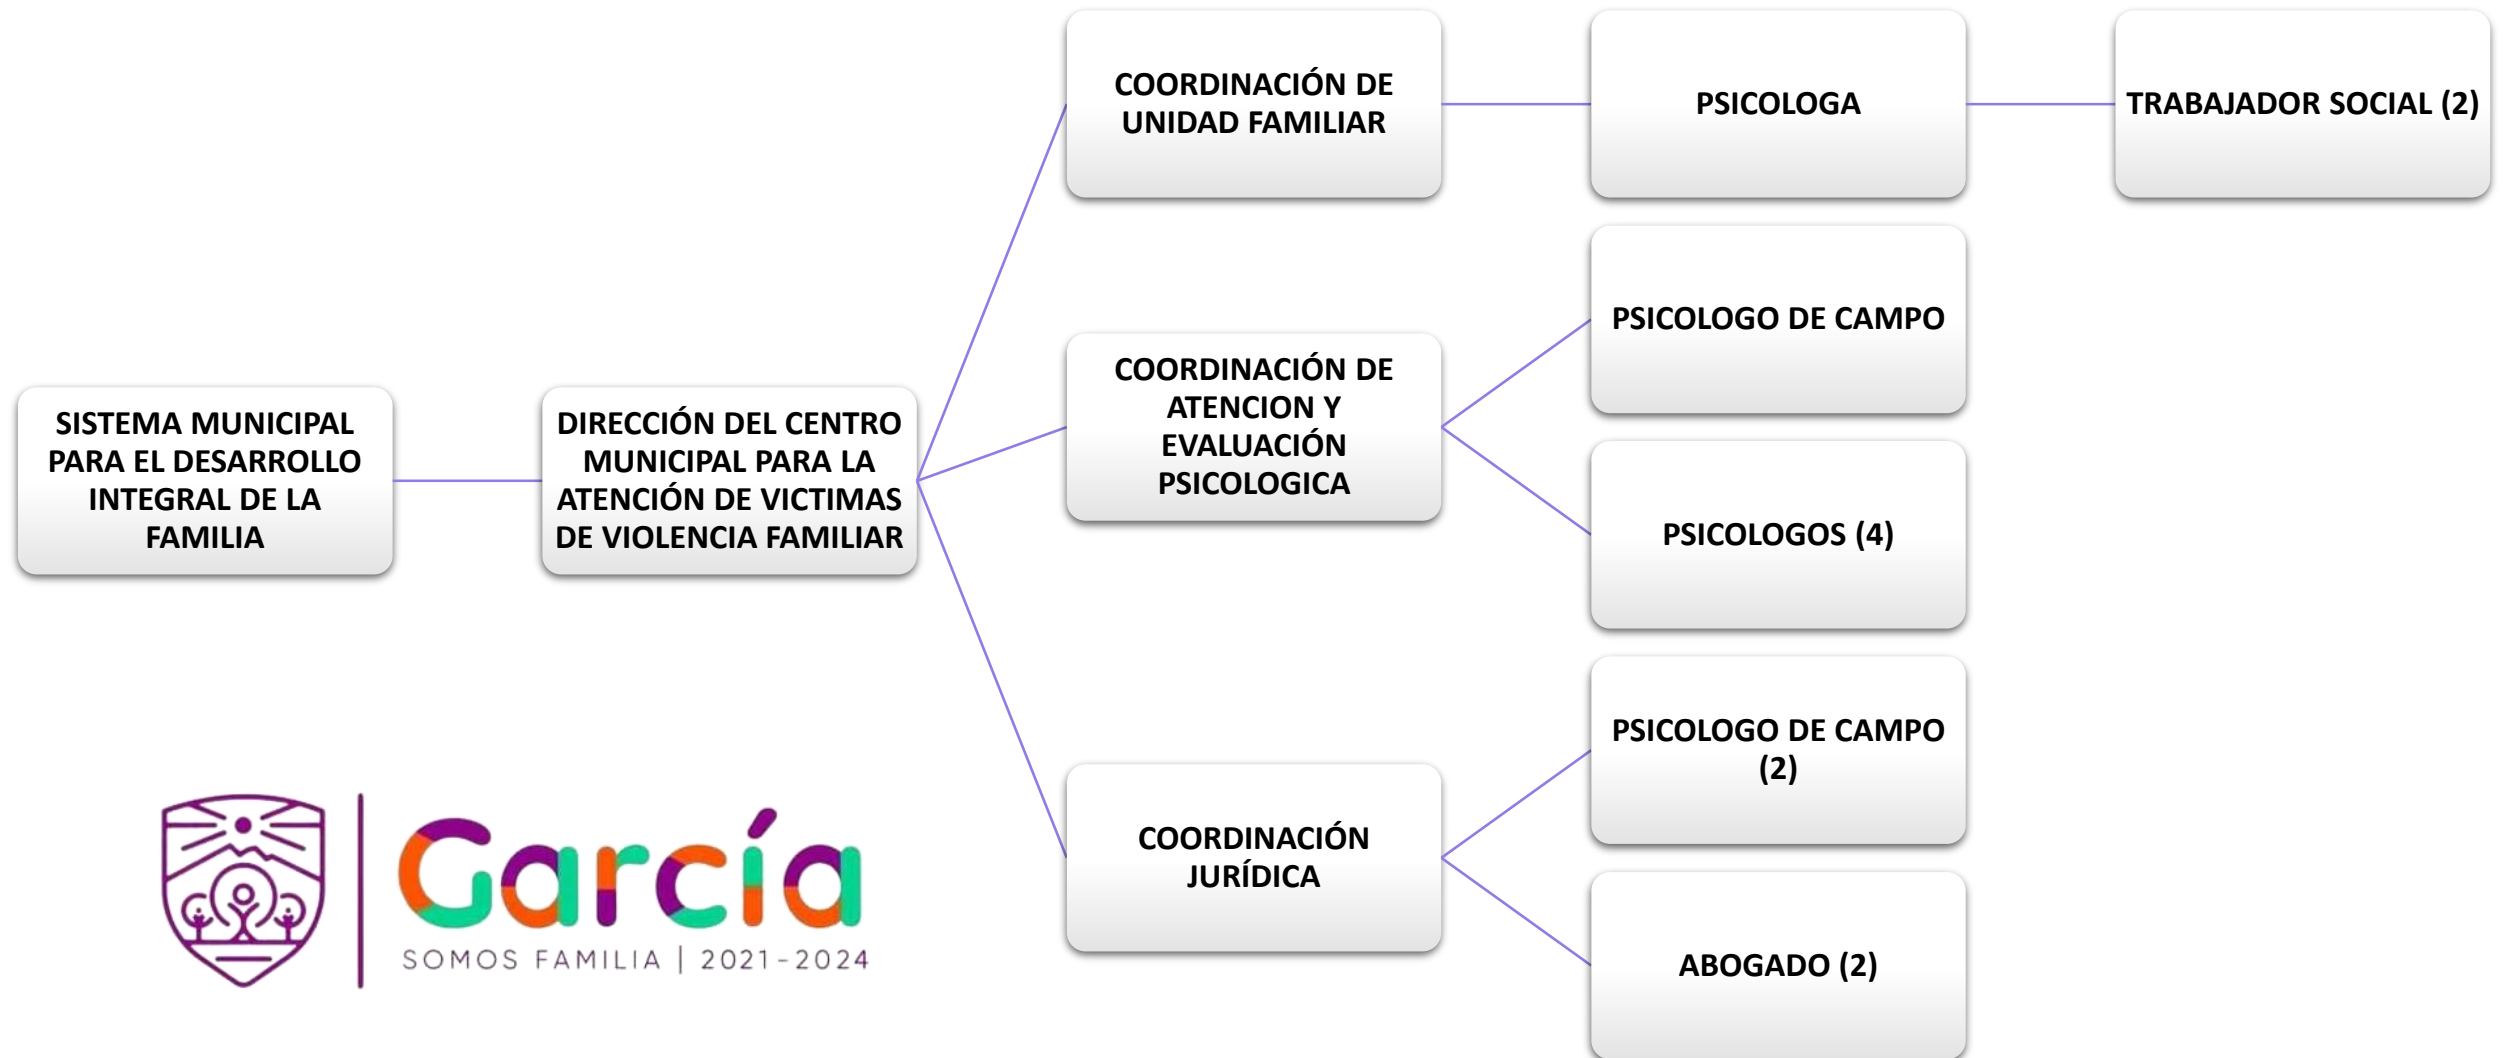 COORDINACIÓN DE
UNIDAD FAMILIAR
PSICOLOGA
TRABAJADOR SOCIAL (2)
PSICOLOGO DE CAMPO
COORDINACIÓN DE
ATENCION Y
EVALUACIÓN
PSICOLOGICA
SISTEMA MUNICIPAL
PARA EL DESARROLLO
INTEGRAL DE LA
FAMILIA
DIRECCIÓN DEL CENTRO
MUNICIPAL PARA LA
ATENCIÓN DE VICTIMAS
DE VIOLENCIA FAMILIAR
PSICOLOGOS (4)
PSICOLOGO DE CAMPO
(2)
COORDINACIÓN
JURÍDICA
ABOGADO (2)
García
SOMOS FAMILIA | 2021-2024